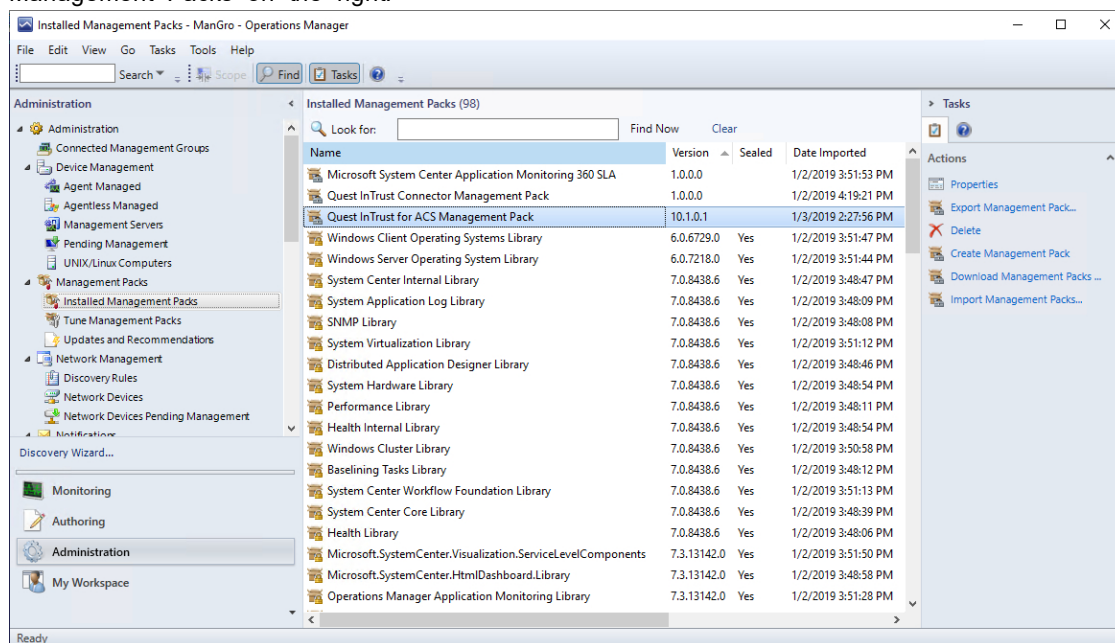 Management Packs on the right.
Installed Management Packs - ManGro - Operations Manager
File Edit View Go Tasks Tools Help
Search Scope Find Tasks
Administration
Administration
Connected Management Groups
Device Management
Agent Managed
Agentless Managed
Management Servers
Pending Management
UNIX/Linux Computers
Management Packs
Installed Management Packs
Tune Management Packs
Updates and Recommendations
Network Management
Discovery Rules
Network Devices
Network Devices Pending Management
Notifications
Discovery Wizard...
Monitoring
Authoring
Administration
My Workspace
Installed Management Packs (98)
Look for: Find Now Clear
Name Version Sealed Date Imported
Microsoft System Center Application Monitoring 360 SLA 1.0.0.0 1/2/2019 3:51:53 PM
Quest InTrust Connector Management Pack 1.0.0.0 1/2/2019 4:19:21 PM
Quest InTrust for ACS Management Pack 10.1.0.1 1/3/2019 2:27:56 PM
Windows Client Operating Systems Library 6.0.6729.0 Yes 1/2/2019 3:51:47 PM
Windows Server Operating System Library 6.0.7218.0 Yes 1/2/2019 3:51:44 PM
System Center Internal Library 7.0.8438.6 Yes 1/2/2019 3:48:47 PM
System Application Log Library 7.0.8438.6 Yes 1/2/2019 3:48:09 PM
SNMP Library 7.0.8438.6 Yes 1/2/2019 3:48:08 PM
System Virtualization Library 7.0.8438.6 Yes 1/2/2019 3:51:12 PM
Distributed Application Designer Library 7.0.8438.6 Yes 1/2/2019 3:48:46 PM
System Hardware Library 7.0.8438.6 Yes 1/2/2019 3:48:54 PM
Performance Library 7.0.8438.6 Yes 1/2/2019 3:48:11 PM
Health Internal Library 7.0.8438.6 Yes 1/2/2019 3:48:54 PM
Windows Cluster Library 7.0.8438.6 Yes 1/2/2019 3:50:58 PM
Baselining Tasks Library 7.0.8438.6 Yes 1/2/2019 3:48:12 PM
System Center Workflow Foundation Library 7.0.8438.6 Yes 1/2/2019 3:51:13 PM
System Center Core Library 7.0.8438.6 Yes 1/2/2019 3:48:39 PM
Health Library 7.0.8438.6 Yes 1/2/2019 3:48:06 PM
Microsoft.SystemCenter.Visualization.ServiceLevelComponents 7.3.13142.0 Yes 1/2/2019 3:51:50 PM
Microsoft.SystemCenter.HtmlDashboard.Library 7.3.13142.0 Yes 1/2/2019 3:48:58 PM
Operations Manager Application Monitoring Library 7.3.13142.0 Yes 1/2/2019 3:51:28 PM
Tasks
Actions
Properties
Export Management Pack...
Delete
Create Management Pack
Download Management Packs ...
Import Management Packs...
Ready